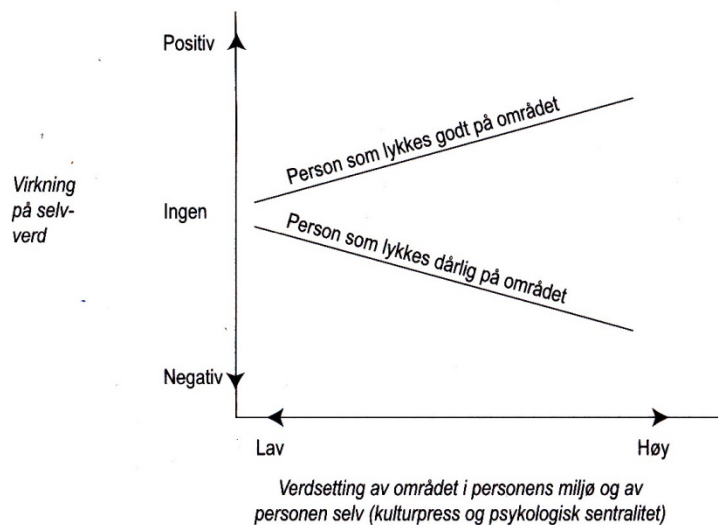 Positiv
Person som lykkes godt på området
Virkning
på selv-
verd
Ingen
Person som lykkes dårlig på området
Negativ
Lav
Høy
Verdsetting av området i personens miljø og av
personen selv (kulturpress og psykologisk sentralitet)